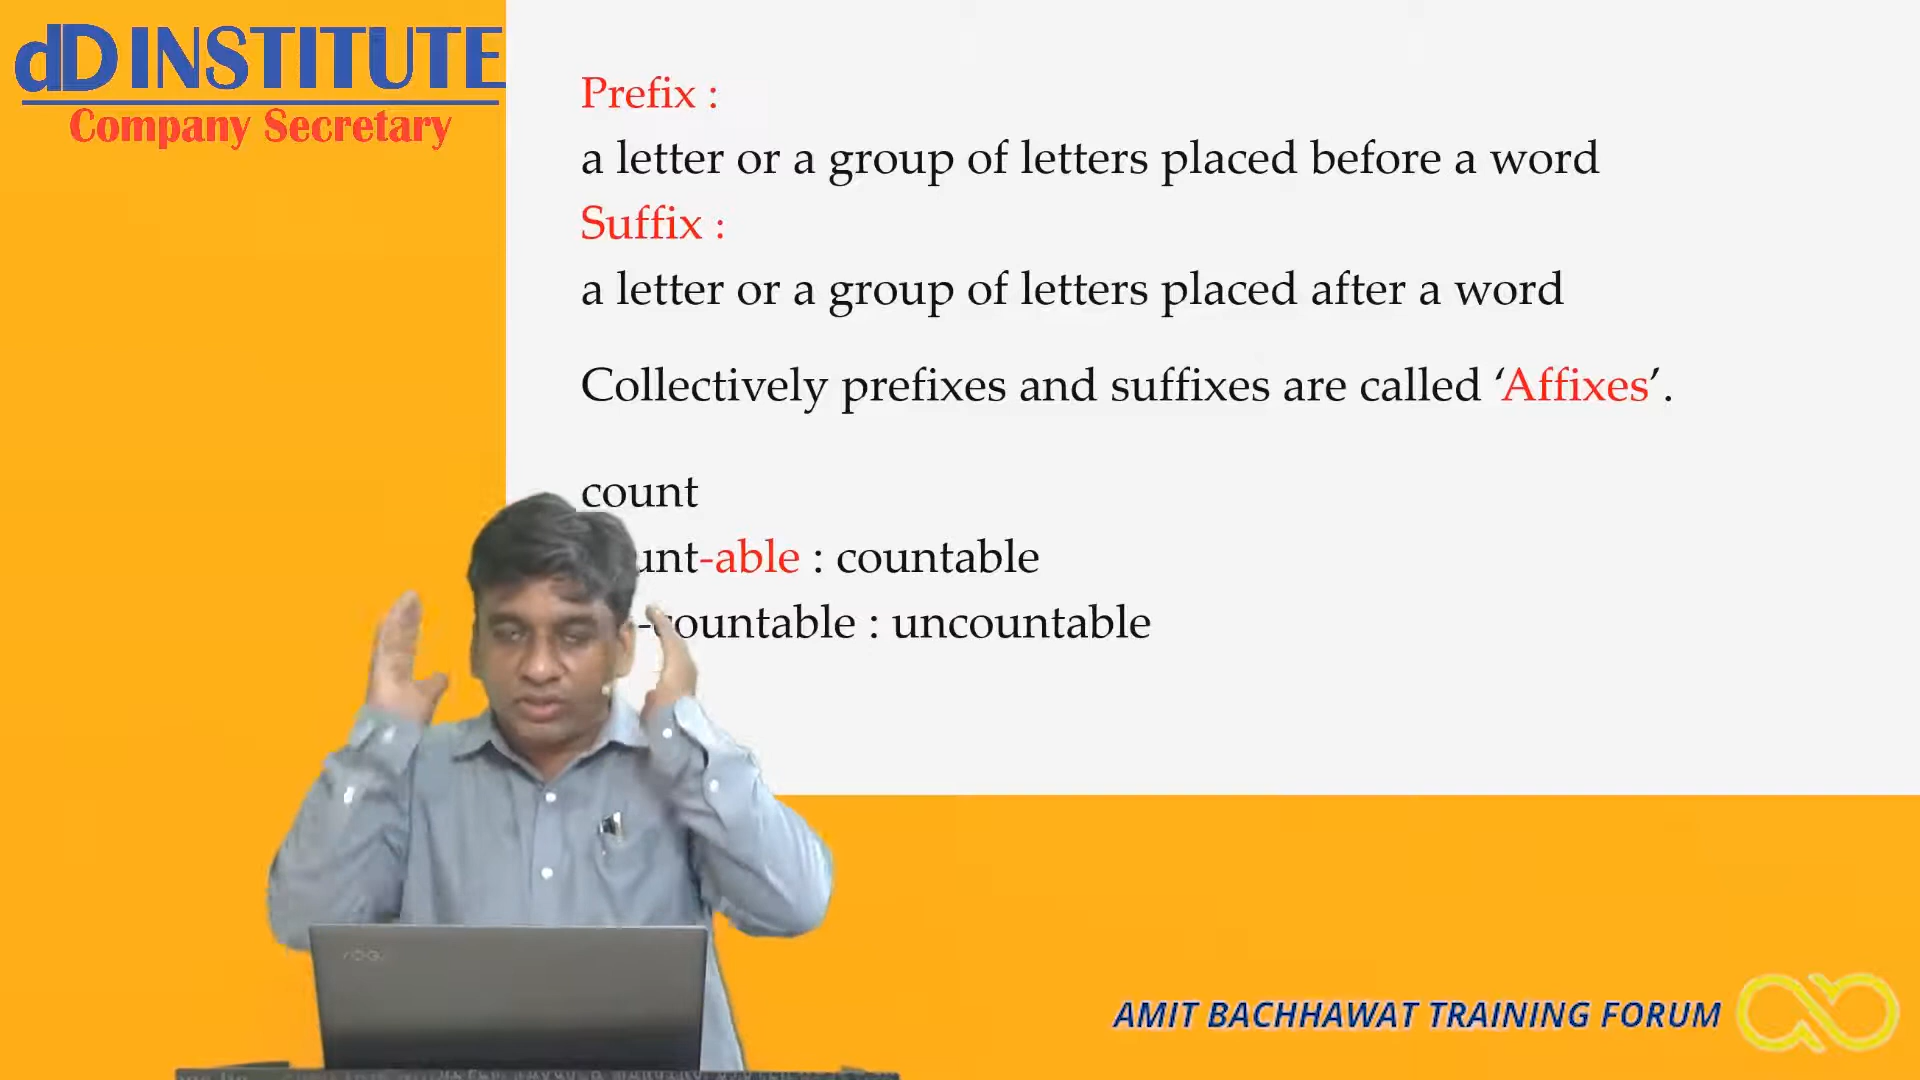 dD INSTITUTE
Company Secretary
Prefix :
a letter or a group of letters placed before a word
Suffix :
a letter or a group of letters placed after a word
Collectively prefixes and suffixes are called ‘Affixes’.
count
unt-able : countable
-countable : uncountable
AMIT BACHHAWAT TRAINING FORUM